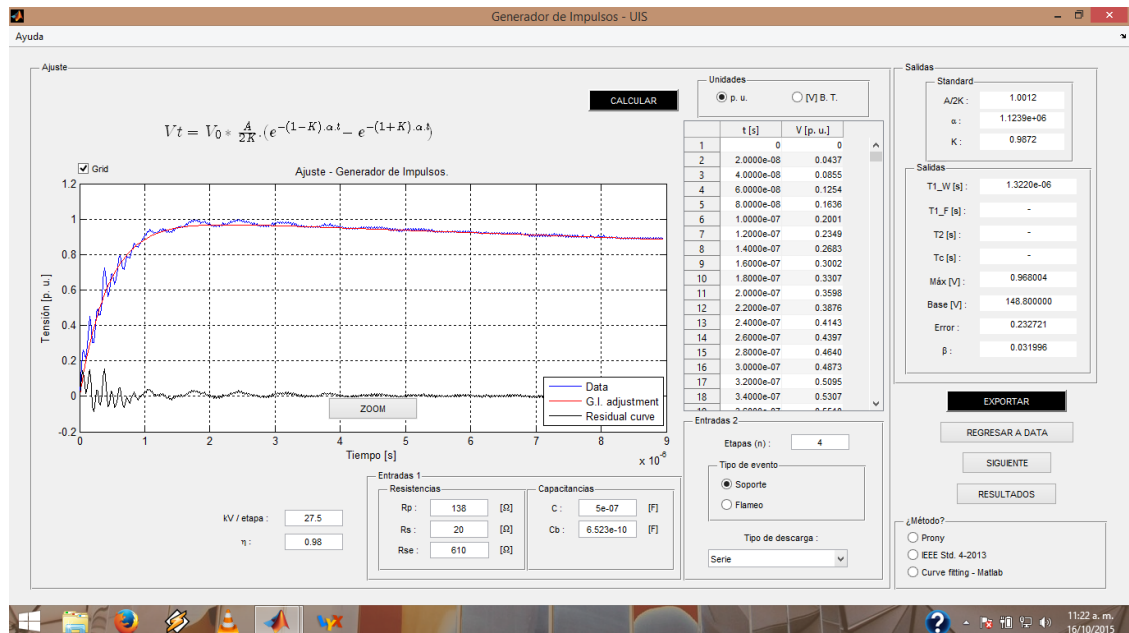 Generador de Impulsos - UIS
Ayuda
Ajuste
CALCULAR
Vt = V₀ * A/2K .(e^-(1-K).α.t - e^-(1+K).α.t)
Grid
Ajuste - Generador de Impulsos.
Tensión [p. u.]
1.2
1
0.8
0.6
0.4
0.2
0
-0.2
0 1 2 3 4 5 6 7 8 9
Tiempo [s]
x 10^-6
Data
G.I. adjustment
Residual curve
ZOOM
kV / etapa : 27.5
η : 0.98
Entradas 1
Resistencias
Rp : 138 [Ω]
Rs : 20 [Ω]
Rse : 610 [Ω]
Capacitancias
C : 5e-07 [F]
Cb : 6.523e-10 [F]
Unidades
p. u. [V] B. T.
t [s] V [p. u.]
1 0 0
2 2.0000e-08 0.0437
3 4.0000e-08 0.0855
4 6.0000e-08 0.1254
5 8.0000e-08 0.1636
6 1.0000e-07 0.2001
7 1.2000e-07 0.2349
8 1.4000e-07 0.2683
9 1.6000e-07 0.3002
10 1.8000e-07 0.3307
11 2.0000e-07 0.3598
12 2.2000e-07 0.3876
13 2.4000e-07 0.4143
14 2.6000e-07 0.4397
15 2.8000e-07 0.4640
16 3.0000e-07 0.4873
17 3.2000e-07 0.5095
18 3.4000e-07 0.5307
Entradas 2
Etapas (n) : 4
Tipo de evento
Soporte
Flameo
Tipo de descarga :
Serie
Salidas
Standard
A/2K : 1.0012
α : 1.1239e+06
K : 0.9872
Salidas
T1_W [s] : 1.3220e-06
T1_F [s] : -
T2 [s] : -
Tc [s] : -
Máx [V] : 0.968004
Base [V] : 148.800000
Error : 0.232721
β : 0.031996
EXPORTAR
REGRESAR A DATA
SIGUIENTE
RESULTADOS
¿Método?
Prony
IEEE Std. 4-2013
Curve fitting - Matlab
11:22 a. m.
16/10/2015